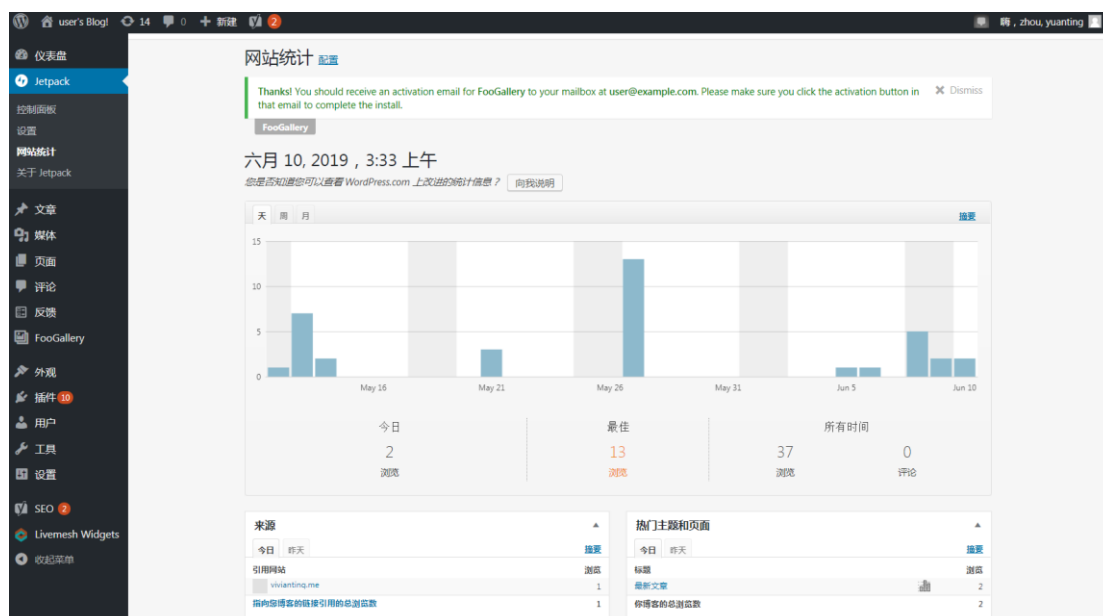 user's Blog! 14 0 + 新建 2 嗨，zhou, yuanting
仪表盘
Jetpack
控制面板
设置
网站统计
关于 Jetpack
文章
媒体
页面
评论
反馈
FooGallery
外观
插件 10
用户
工具
设置
SEO 2
Livemesh Widgets
收起菜单
网站统计 配置
Thanks! You should receive an activation email for FooGallery to your mailbox at user@example.com. Please make sure you click the activation button in
that email to complete the install.
Dismiss
FooGallery
六月 10, 2019，3:33 上午
您是否知道您可以查看 WordPress.com 上改进的统计信息？ 向我说明
天 周 月 摘要
15
10
5
0
May 16 May 21 May 26 May 31 Jun 5 Jun 10
今日 最佳 所有时间
2 13 37 0
浏览 浏览 浏览 评论
来源
今日 昨天 摘要
引用网站 浏览
vivianting.me 1
指向您博客的链接引用的总浏览数 1
热门主题和页面
今日 昨天 摘要
标题 浏览
最新文章 2
你博客的总浏览数 2